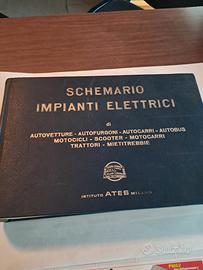 SCHEMARIO
IMPIANTI ELETTRICI
di
AUTOVETTURE - AUTOFURGONI - AUTOCARRI - AUTOBUS
MOTOCICLI - SCOOTER - MOTOCARRI
TRATTORI - MIETITREBBIE
ISTITUTO ATES MILANO